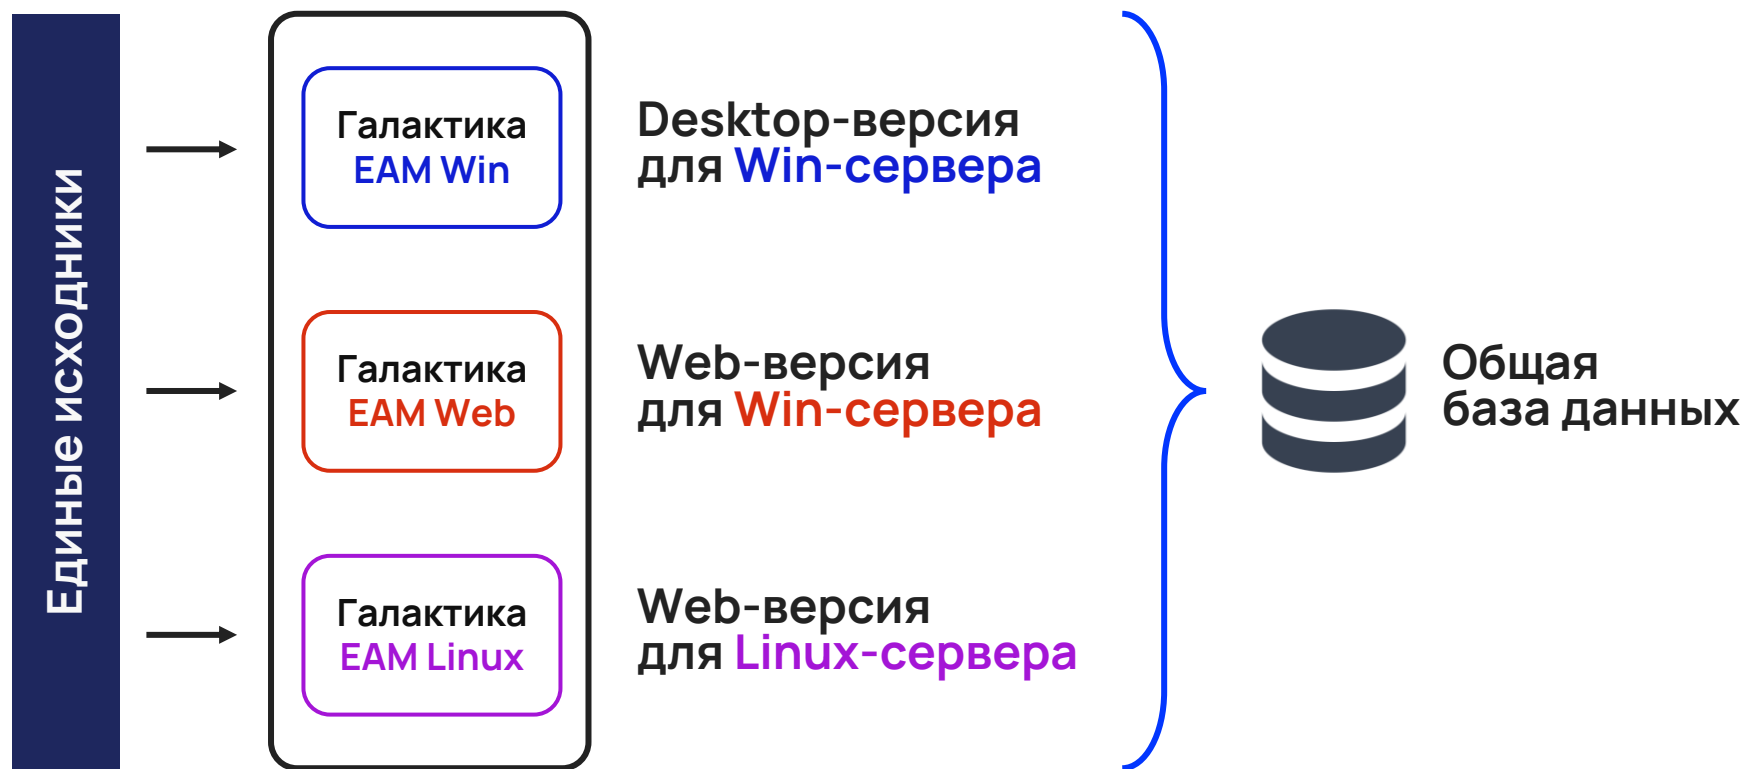 Единые исходники
Галактика
EAM Win
Desktop-версия
для Win-сервера
Галактика
EAM Web
Web-версия
для Win-сервера
Галактика
EAM Linux
Web-версия
для Linux-сервера
Общая
база данных